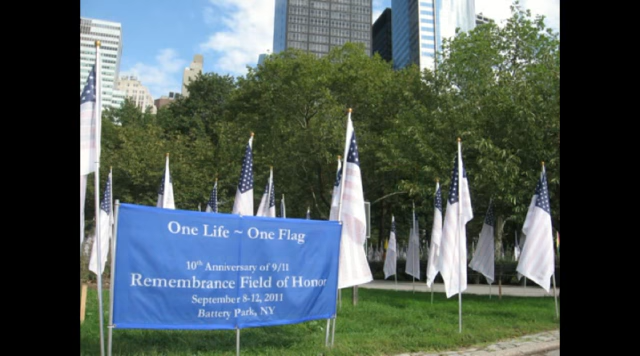 One Life ~ One Flag
10th Anniversary of 9/11
Remembrance Field of Honor
September 8-12, 2011
Battery Park, NY